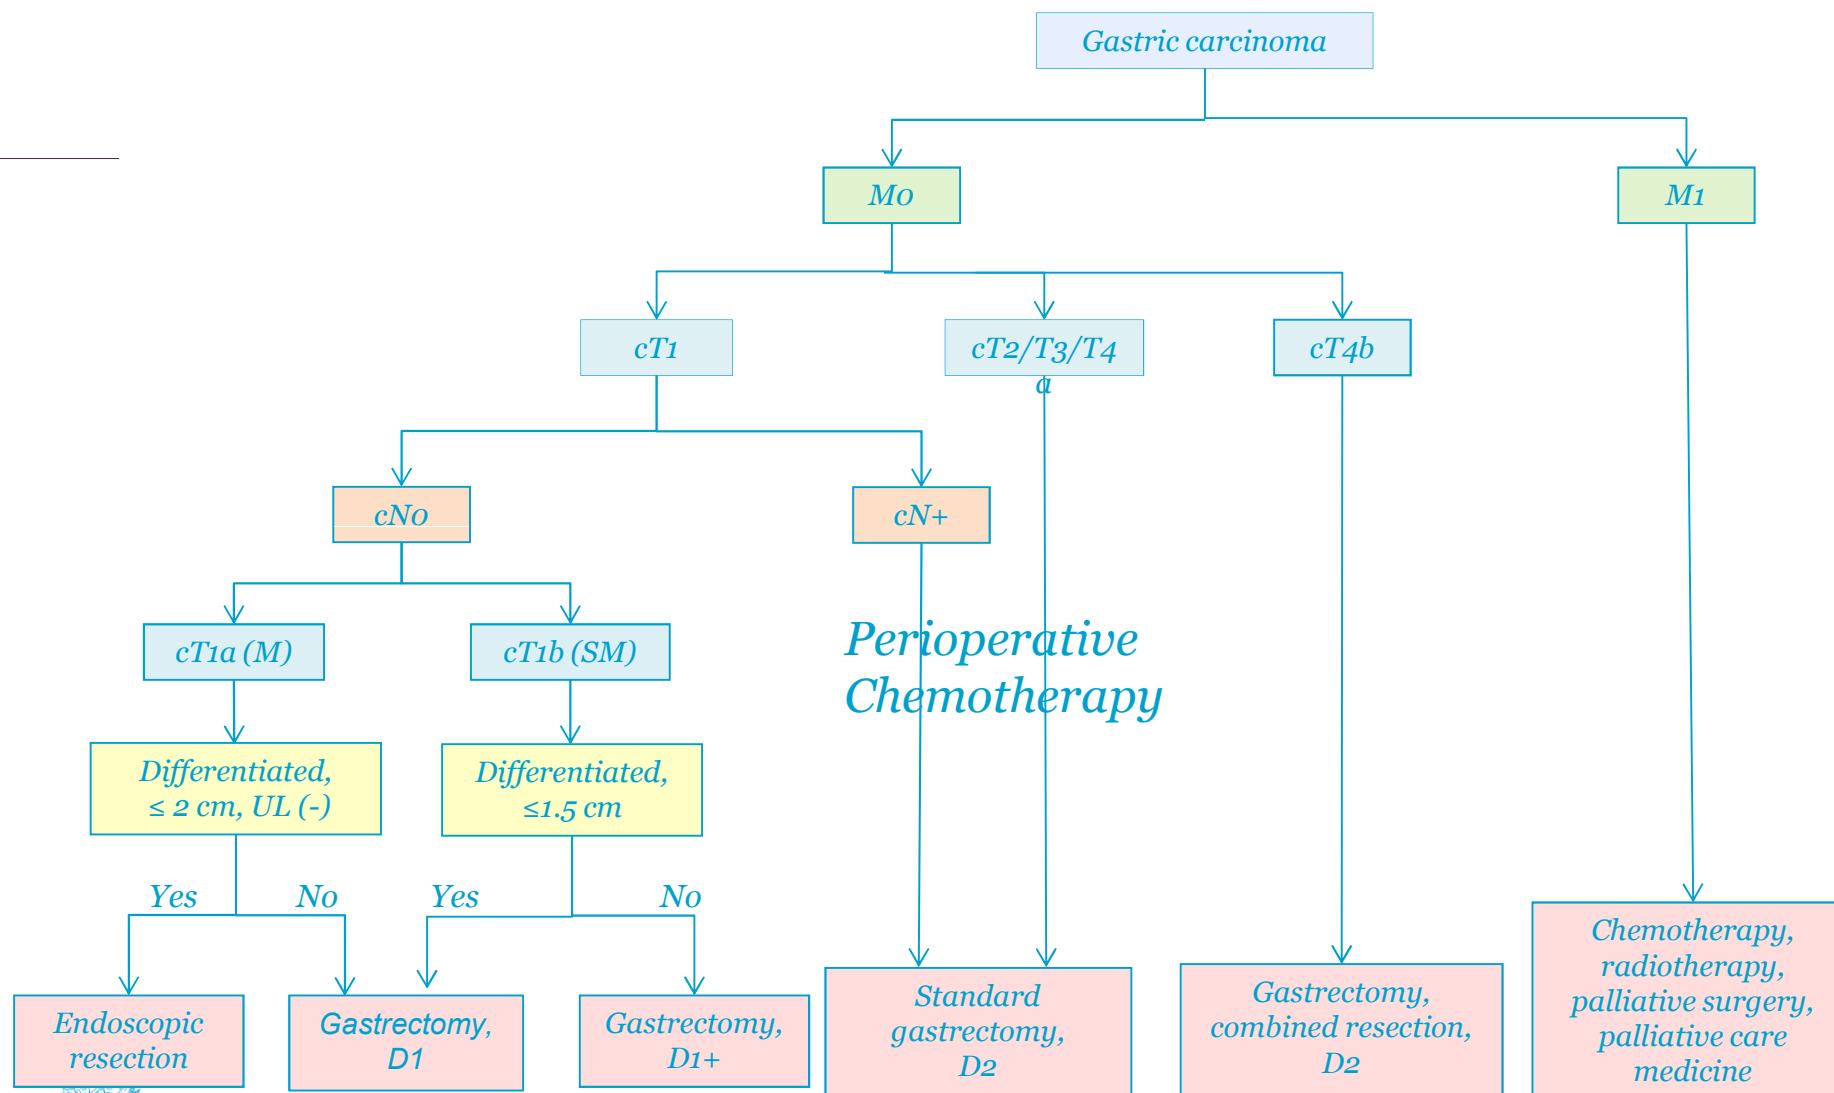 Gastric carcinoma
M0
M1
cT1
cT2/T3/T4
a
cT4b
cN0
cN+
cT1a (M)
cT1b (SM)
Perioperative
Chemotherapy
Differentiated,
≤ 2 cm, UL (-)
Differentiated,
≤1.5 cm
Yes
No
Yes
No
Endoscopic
resection
Gastrectomy,
D1
Gastrectomy,
D1+
Standard
gastrectomy,
D2
Gastrectomy,
combined resection,
D2
Chemotherapy,
radiotherapy,
palliative surgery,
palliative care
medicine